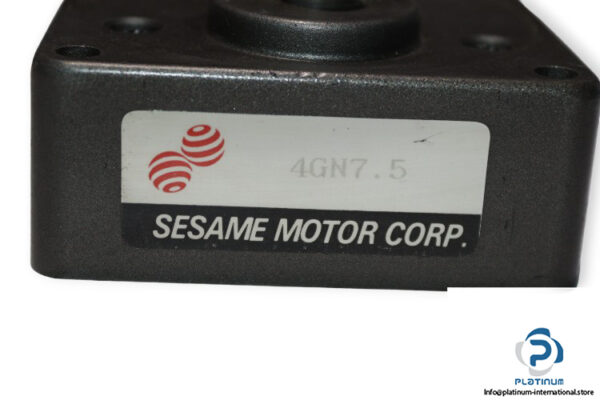 4GN7.5
SESAME MOTOR CORP.
PLATINUM
Info@platinum-international.store